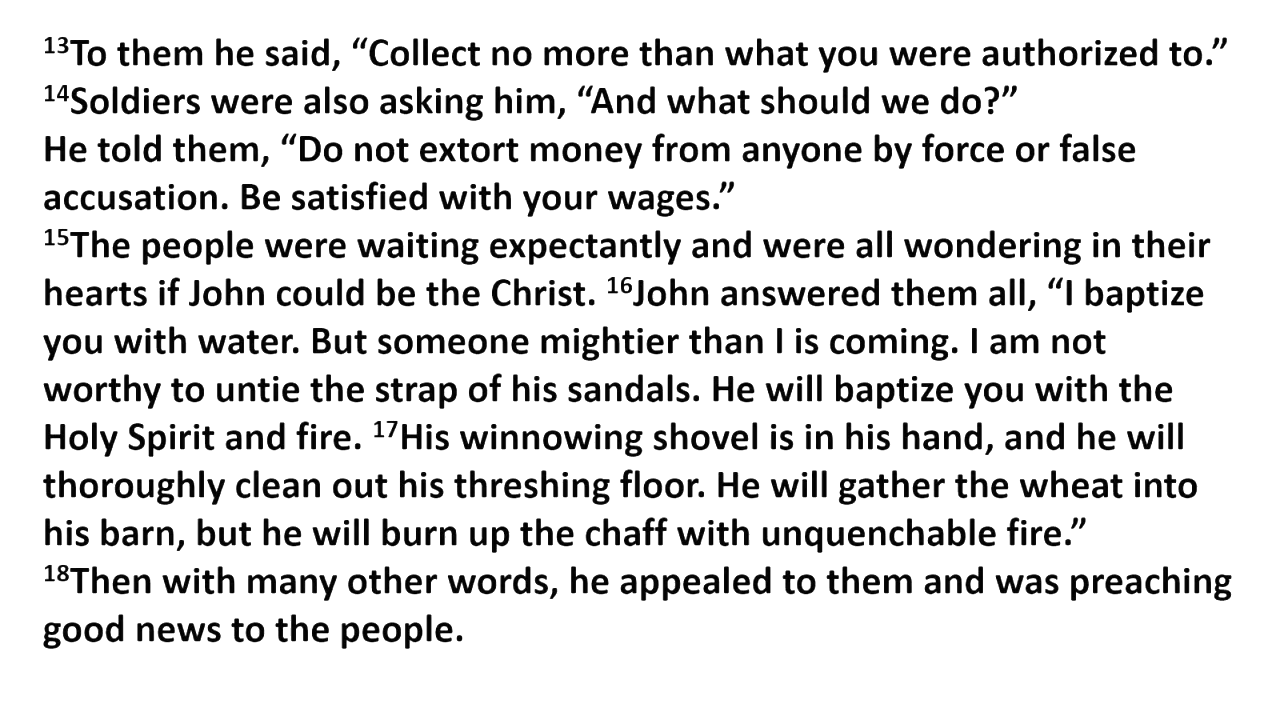 ¹³To them he said, “Collect no more than what you were authorized to.”
¹⁴Soldiers were also asking him, “And what should we do?”
He told them, “Do not extort money from anyone by force or false
accusation. Be satisfied with your wages.”
¹⁵The people were waiting expectantly and were all wondering in their
hearts if John could be the Christ. ¹⁶John answered them all, “I baptize
you with water. But someone mightier than I is coming. I am not
worthy to untie the strap of his sandals. He will baptize you with the
Holy Spirit and fire. ¹⁷His winnowing shovel is in his hand, and he will
thoroughly clean out his threshing floor. He will gather the wheat into
his barn, but he will burn up the chaff with unquenchable fire.”
¹⁸Then with many other words, he appealed to them and was preaching
good news to the people.